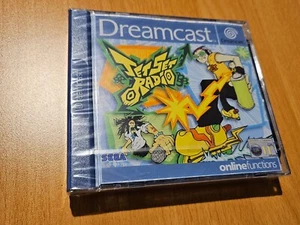 Dreamcast
JET SET
RADIO
SEGA
onlinefunctions